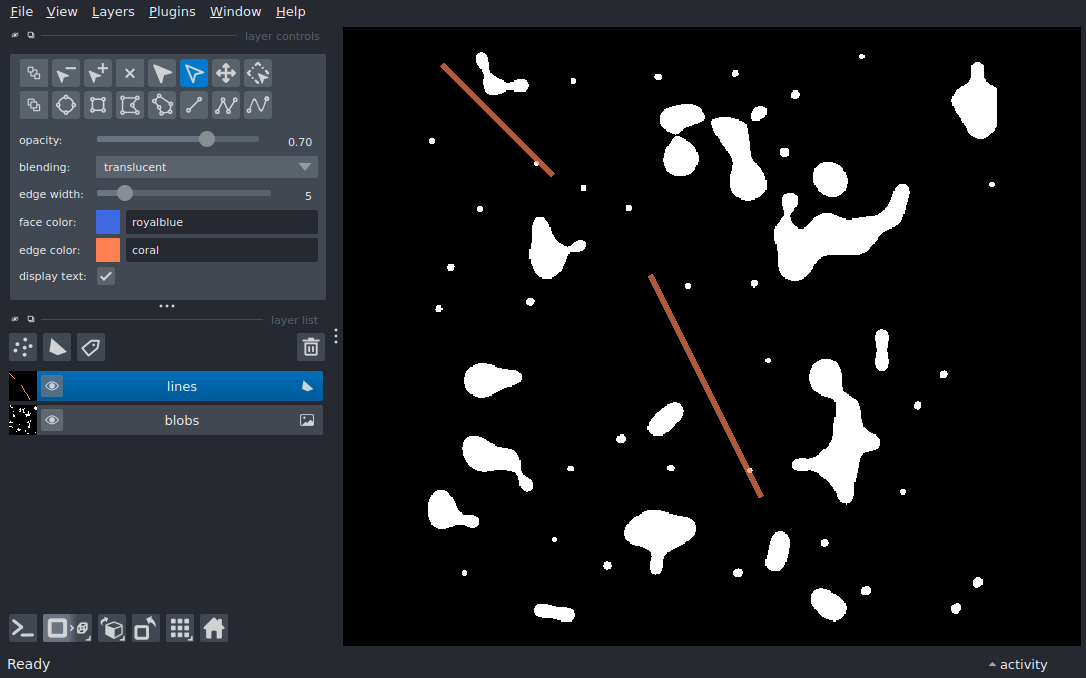 File View Layers Plugins Window Help
layer controls
opacity: 0.70
blending: translucent
edge width: 5
face color: royalblue
edge color: coral
display text:
layer list
lines
blobs
Ready activity